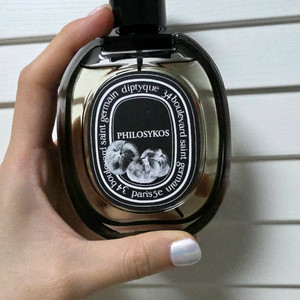 diptyque
34 boulevard saint germain
PHILOSYKOS
34 boulevard saint germain
paris 5e